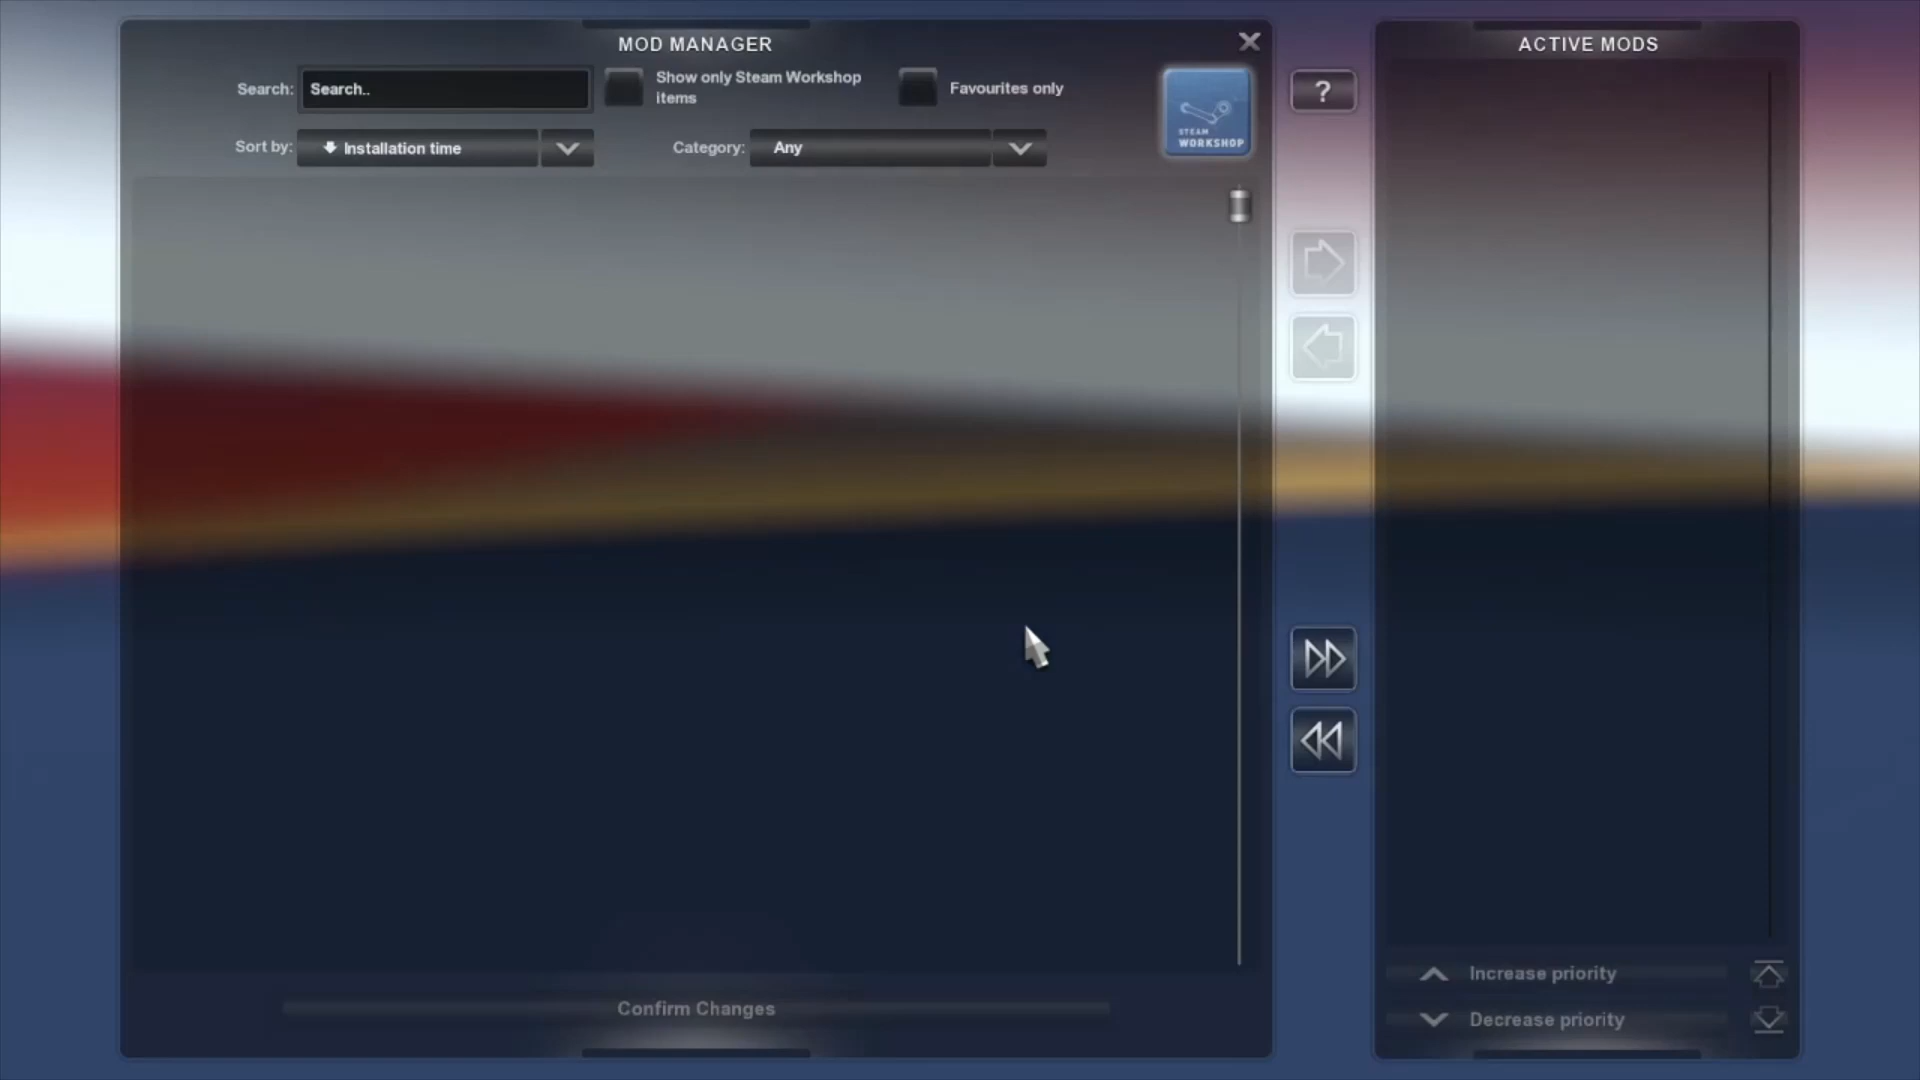 MOD MANAGER
ACTIVE MODS
Search:
Search..
Show only Steam Workshop
items
Favourites only
STEAM
WORKSHOP
?
Sort by:
Installation time
Category:
Any
Confirm Changes
Increase priority
Decrease priority